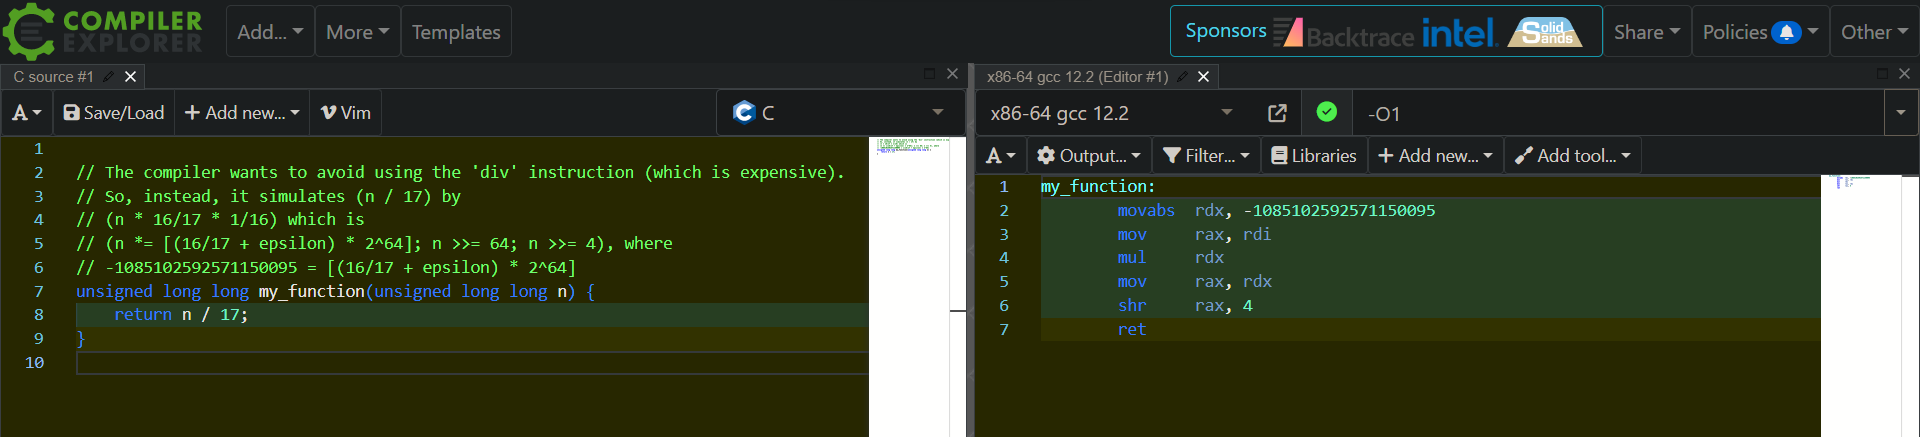 COMPILER
EXPLORER
Add...
More
Templates
Sponsors
Backtrace
intel.
Solid
Sands
Share
Policies
Other
C source #1
A
Save/Load
Add new...
Vim
C
1
2 // The compiler wants to avoid using the 'div' instruction (which is expensive).
3 // So, instead, it simulates (n / 17) by
4 // (n * 16/17 * 1/16) which is
5 // (n *= [(16/17 + epsilon) * 2^64]; n >>= 64; n >>= 4), where
6 // -1085102592571150095 = [(16/17 + epsilon) * 2^64]
7 unsigned long long my_function(unsigned long long n) {
8 return n / 17;
9 }
10
x86-64 gcc 12.2 (Editor #1)
x86-64 gcc 12.2
-O1
A
Output...
Filter...
Libraries
Add new...
Add tool...
1 my_function:
2 movabs rdx, -1085102592571150095
3 mov rax, rdi
4 mul rdx
5 mov rax, rdx
6 shr rax, 4
7 ret